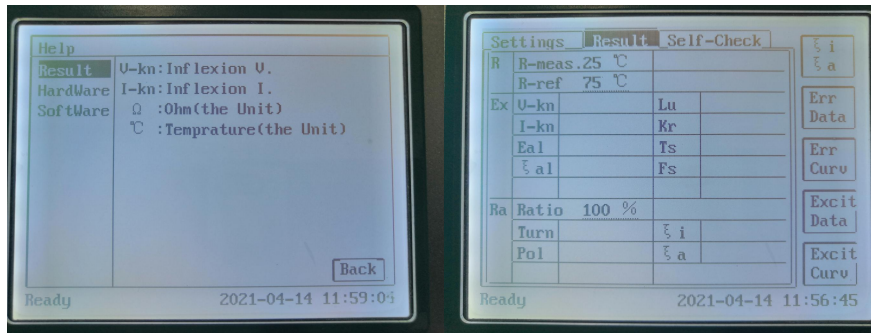 Help
Result V-kn:Inflexion V.
HardWare I-kn:Inflexion I.
SoftWare Ω :Ohm(the Unit)
℃ :Temprature(the Unit)
Back
Ready 2021-04-14 11:59:05
Settings Result Self-Check
R R-meas.25 ℃
R-ref 75 ℃
Ex V-kn Lu
I-kn Kr
Eal Ts
ξal Fs
Ra Ratio 100 %
Turn ξi
Pol ξa
ξi
ξa
Err
Data
Err
Curv
Excit
Data
Excit
Curv
Ready 2021-04-14 11:56:45